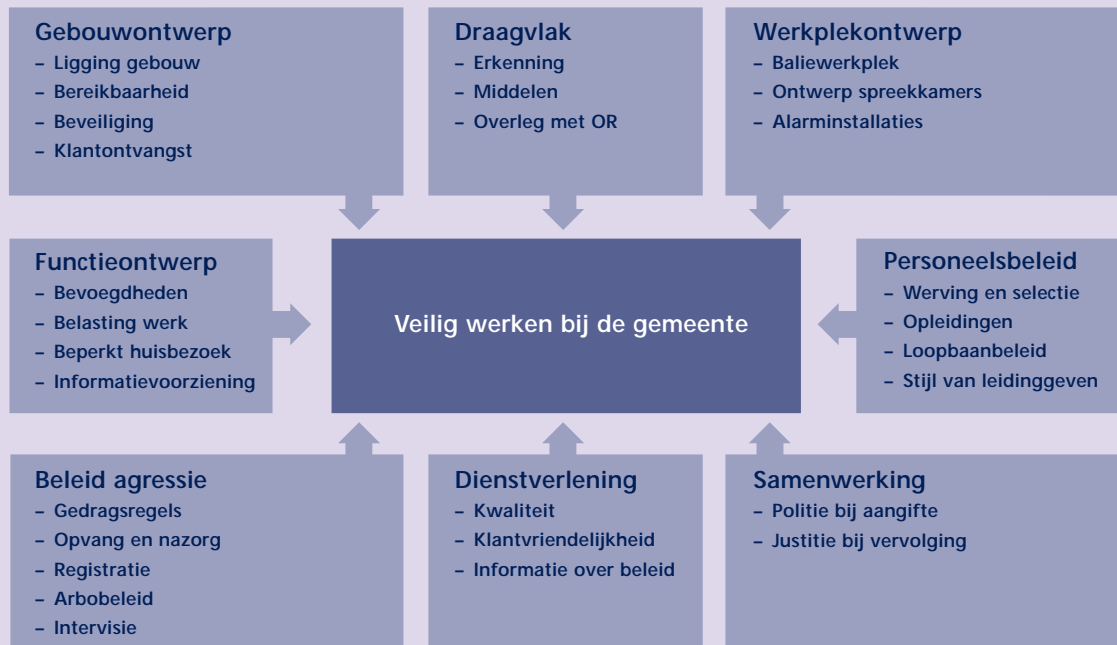 Gebouwontwerp
– Ligging gebouw
– Bereikbaarheid
– Beveiliging
– Klantontvangst
Draagvlak
– Erkenning
– Middelen
– Overleg met OR
Werkplekontwerp
– Baliewerkplek
– Ontwerp spreekkamers
– Alarminstallaties
Functieontwerp
– Bevoegdheden
– Belasting werk
– Beperkt huisbezoek
– Informatievoorziening
Veilig werken bij de gemeente
Personeelsbeleid
– Werving en selectie
– Opleidingen
– Loopbaanbeleid
– Stijl van leidinggeven
Beleid agressie
– Gedragsregels
– Opvang en nazorg
– Registratie
– Arbobeleid
– Intervisie
Dienstverlening
– Kwaliteit
– Klantvriendelijkheid
– Informatie over beleid
Samenwerking
– Politie bij aangifte
– Justitie bij vervolging